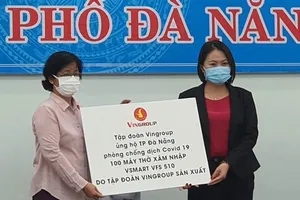 PHỐ ĐÀ NẴN
VINGROUP
Tập đoàn Vingroup
ủng hộ TP Đà Nẵng
phòng chống dịch Covid 19
100 MÁY THỞ XÂM NHẬP
VSMART VFS 510
DO TẬP ĐOÀN VINGROUP SẢN XUẤT